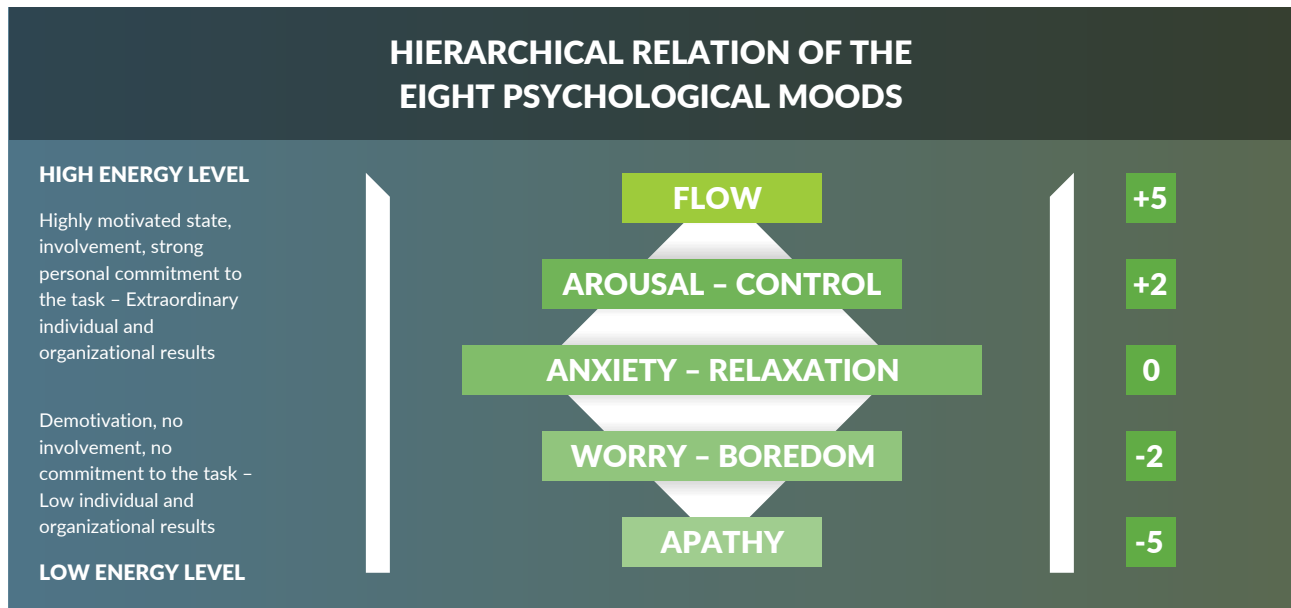 HIERARCHICAL RELATION OF THE
EIGHT PSYCHOLOGICAL MOODS
HIGH ENERGY LEVEL
Highly motivated state,
involvement, strong
personal commitment to
the task – Extraordinary
individual and
organizational results
Demotivation, no
involvement, no
commitment to the task –
Low individual and
organizational results
LOW ENERGY LEVEL
FLOW
AROUSAL – CONTROL
ANXIETY – RELAXATION
WORRY – BOREDOM
APATHY
+5
+2
0
-2
-5